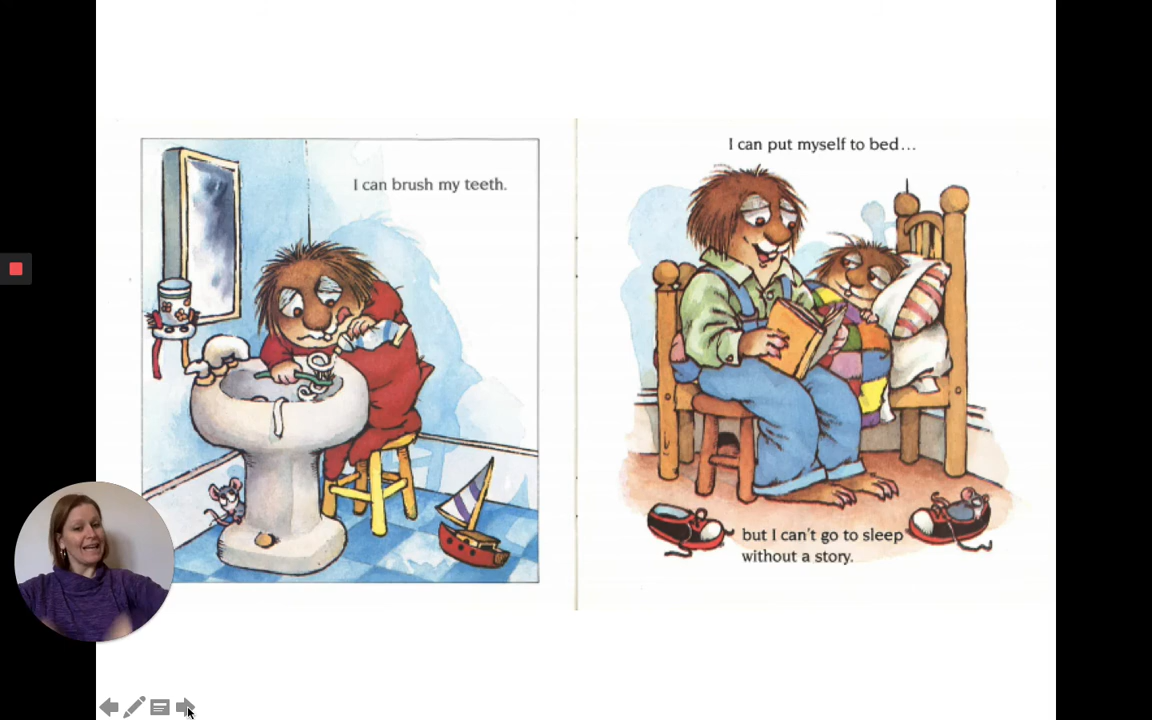 I can brush my teeth.
I can put myself to bed...
but I can't go to sleep
without a story.